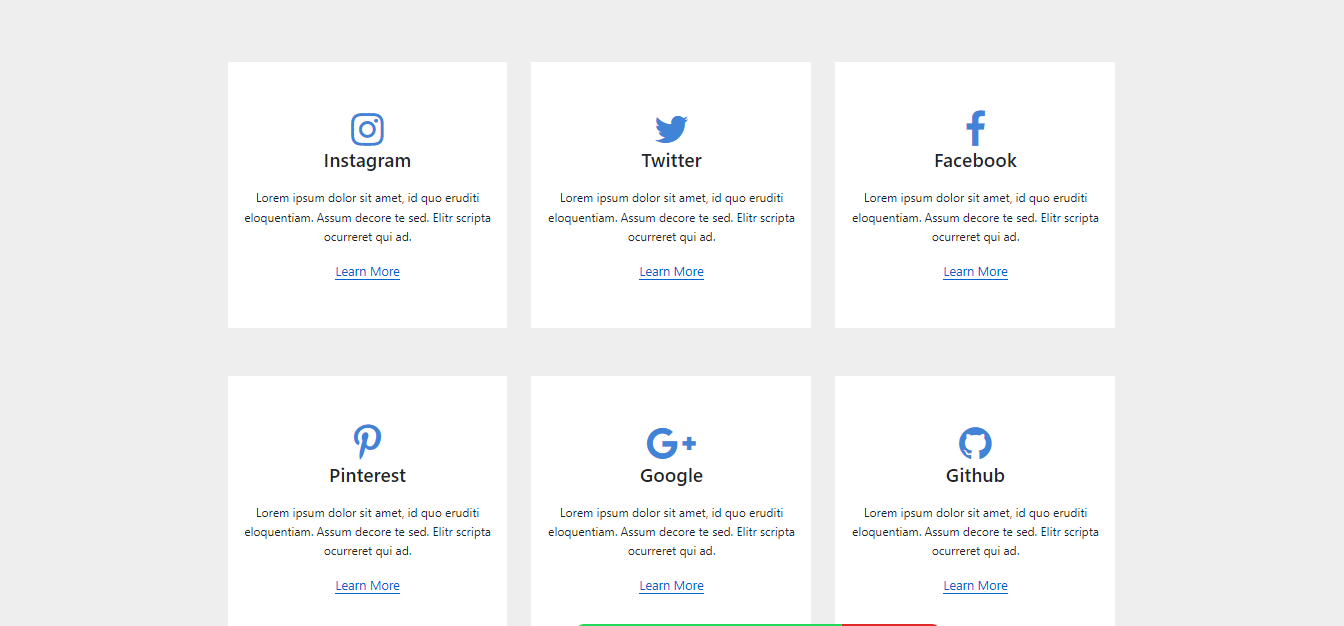 Instagram
Lorem ipsum dolor sit amet, id quo eruditi
eloquentiam. Assum decore te sed. Elitr scripta
ocurreret qui ad.
Learn More
Twitter
Lorem ipsum dolor sit amet, id quo eruditi
eloquentiam. Assum decore te sed. Elitr scripta
ocurreret qui ad.
Learn More
Facebook
Lorem ipsum dolor sit amet, id quo eruditi
eloquentiam. Assum decore te sed. Elitr scripta
ocurreret qui ad.
Learn More
Pinterest
Lorem ipsum dolor sit amet, id quo eruditi
eloquentiam. Assum decore te sed. Elitr scripta
ocurreret qui ad.
Learn More
Google
Lorem ipsum dolor sit amet, id quo eruditi
eloquentiam. Assum decore te sed. Elitr scripta
ocurreret qui ad.
Learn More
Github
Lorem ipsum dolor sit amet, id quo eruditi
eloquentiam. Assum decore te sed. Elitr scripta
ocurreret qui ad.
Learn More